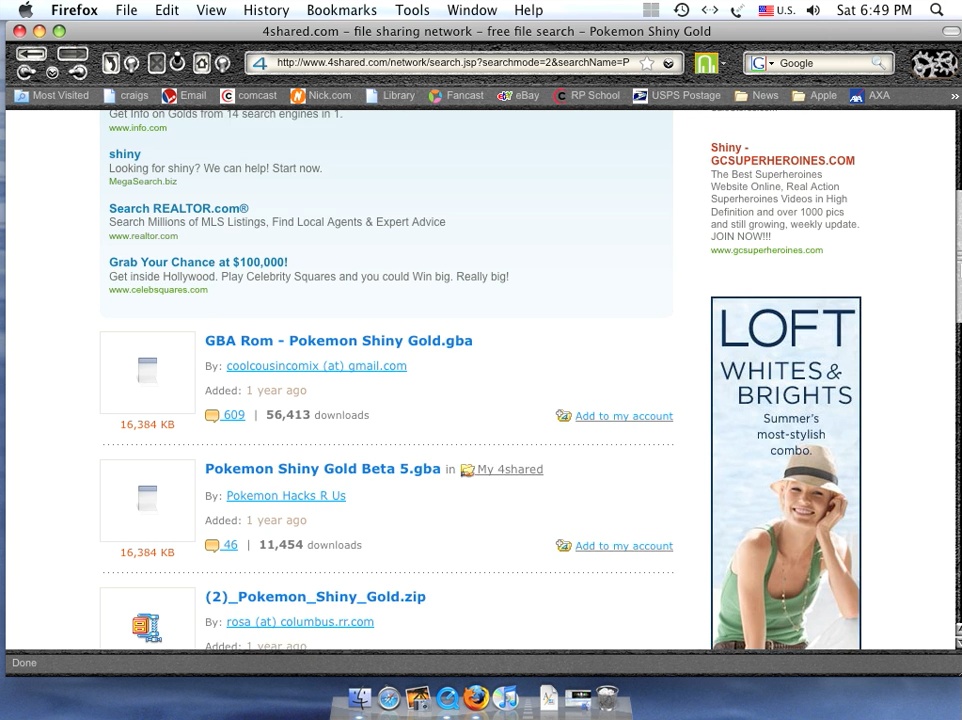 Firefox File Edit View History Bookmarks Tools Window Help U.S. Sat 6:49 PM
4shared.com – file sharing network – free file search – Pokemon Shiny Gold
http://www.4shared.com/network/search.jsp?searchmode=2&searchName=P Google
Most Visited craigs Email comcast Nick.com Library Fancast eBay RP School USPS Postage News Apple AXA »
Get Info on Golds from 14 search engines in 1.
www.info.com
shiny
Looking for shiny? We can help! Start now.
MegaSearch.biz
Search REALTOR.com®
Search Millions of MLS Listings, Find Local Agents & Expert Advice
www.realtor.com
Grab Your Chance at $100,000!
Get inside Hollywood. Play Celebrity Squares and you could Win big. Really big!
www.celebsquares.com
GBA Rom - Pokemon Shiny Gold.gba
By: coolcousincomix (at) gmail.com
Added: 1 year ago
609 | 56,413 downloads
Add to my account
16,384 KB
Pokemon Shiny Gold Beta 5.gba in My 4shared
By: Pokemon Hacks R Us
Added: 1 year ago
46 | 11,454 downloads
Add to my account
16,384 KB
(2)_Pokemon_Shiny_Gold.zip
By: rosa (at) columbus.rr.com
Added: 1 year ago
Shiny -
GCSUPERHEROINES.COM
The Best Superheroines
Website Online, Real Action
Superheroines Videos in High
Definition and over 1000 pics
and still growing, weekly update.
JOIN NOW!!!
www.gcsuperheroines.com
LOFT
WHITES &
BRIGHTS
Summer's
most-stylish
combo.
Done